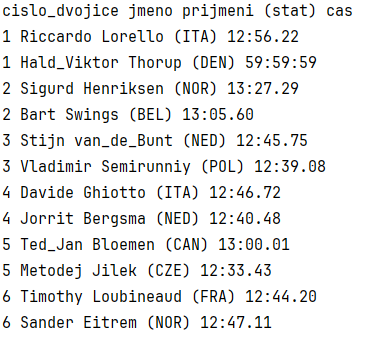 cislo_dvojice jmeno prijmeni (stat) cas
1 Riccardo Lorello (ITA) 12:56.22
1 Hald_Viktor Thorup (DEN) 59:59:59
2 Sigurd Henriksen (NOR) 13:27.29
2 Bart Swings (BEL) 13:05.60
3 Stijn van_de_Bunt (NED) 12:45.75
3 Vladimir Semirunniy (POL) 12:39.08
4 Davide Ghiotto (ITA) 12:46.72
4 Jorrit Bergsma (NED) 12:40.48
5 Ted_Jan Bloemen (CAN) 13:00.01
5 Metodej Jilek (CZE) 12:33.43
6 Timothy Loubineaud (FRA) 12:44.20
6 Sander Eitrem (NOR) 12:47.11